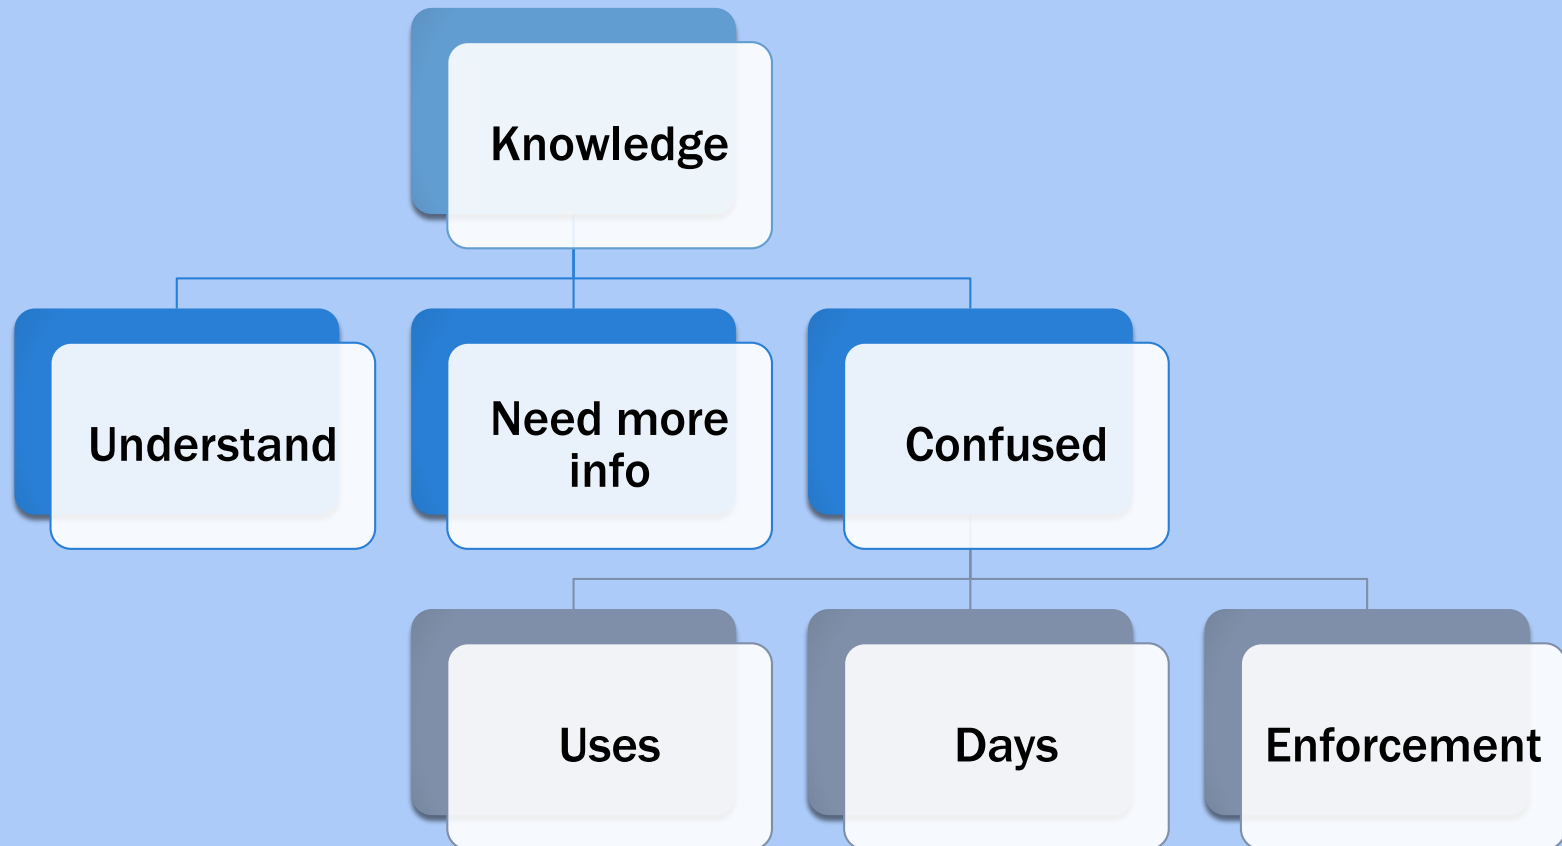 Knowledge
Understand
Need more
info
Confused
Uses
Days
Enforcement